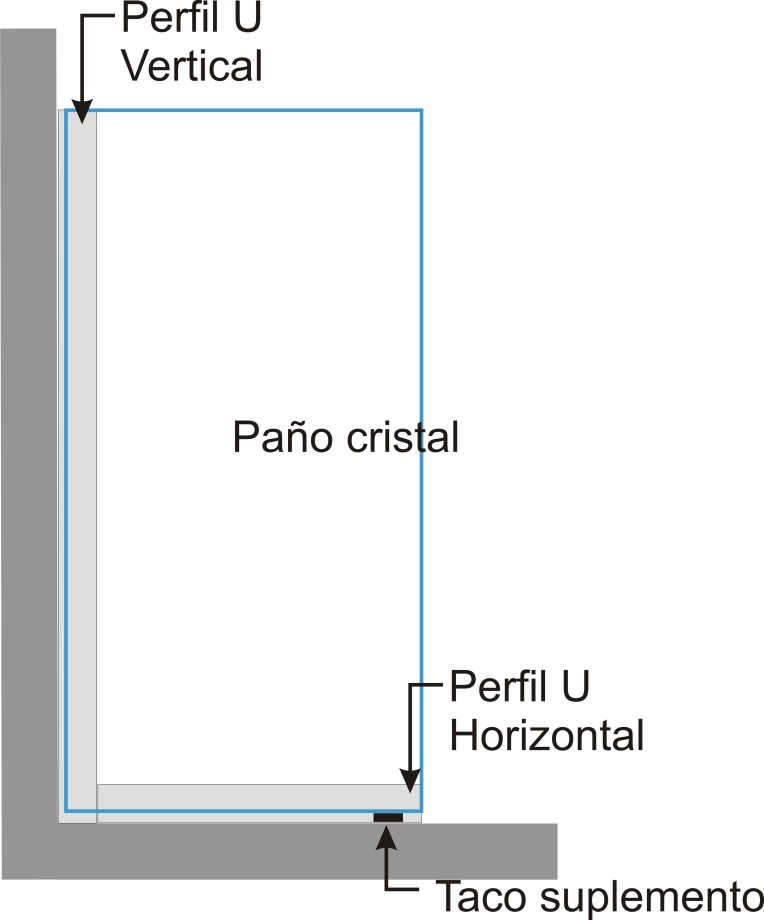 Perfil U
Vertical
Paño cristal
Perfil U
Horizontal
Taco suplemento